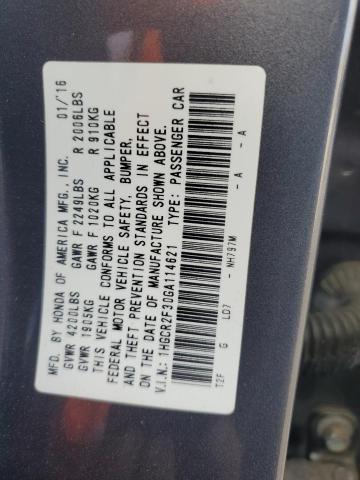 MFD. BY HONDA OF AMERICA MFG., INC. 01/'16
GVWR 4200LBS GAWR F 2249LBS R 2006LBS
GVWR 1905KG GAWR F 1020KG R 910KG
THIS VEHICLE CONFORMS TO ALL APPLICABLE
FEDERAL MOTOR VEHICLE SAFETY, BUMPER,
AND THEFT PREVENTION STANDARDS IN EFFECT
ON THE DATE OF MANUFACTURE SHOWN ABOVE.
V.I.N.: 1HGCR2F30GA114621 TYPE: PASSENGER CAR
T2F G LD7 - NH797M - A - A